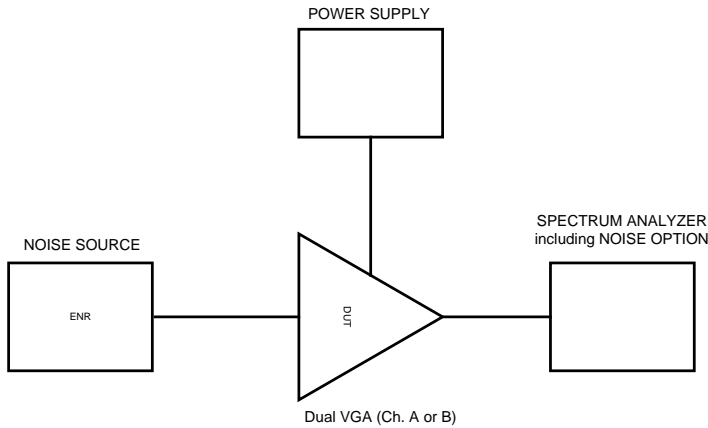 POWER SUPPLY
SPECTRUM ANALYZER
including NOISE OPTION
NOISE SOURCE
ENR
DUT
Dual VGA (Ch. A or B)